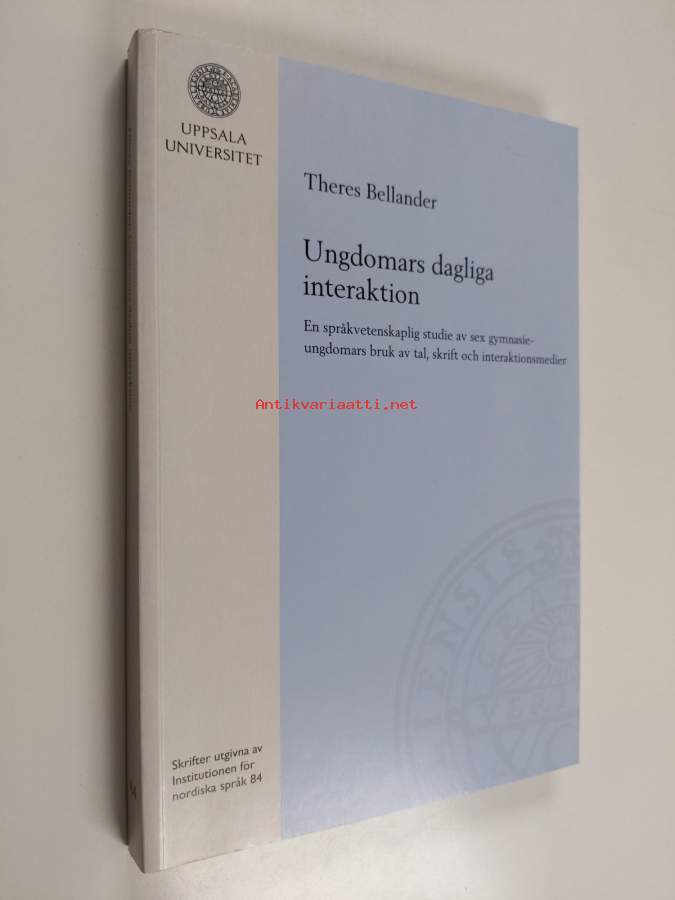 UPPSALA
UNIVERSITET
Theres Bellander
Ungdomars dagliga
interaktion
En språkvetenskaplig studie av sex gymnasie-
ungdomars bruk av tal, skrift och interaktionsmedier
Antikvariaatti.net
Skrifter utgivna av
Institutionen för
nordiska språk 84